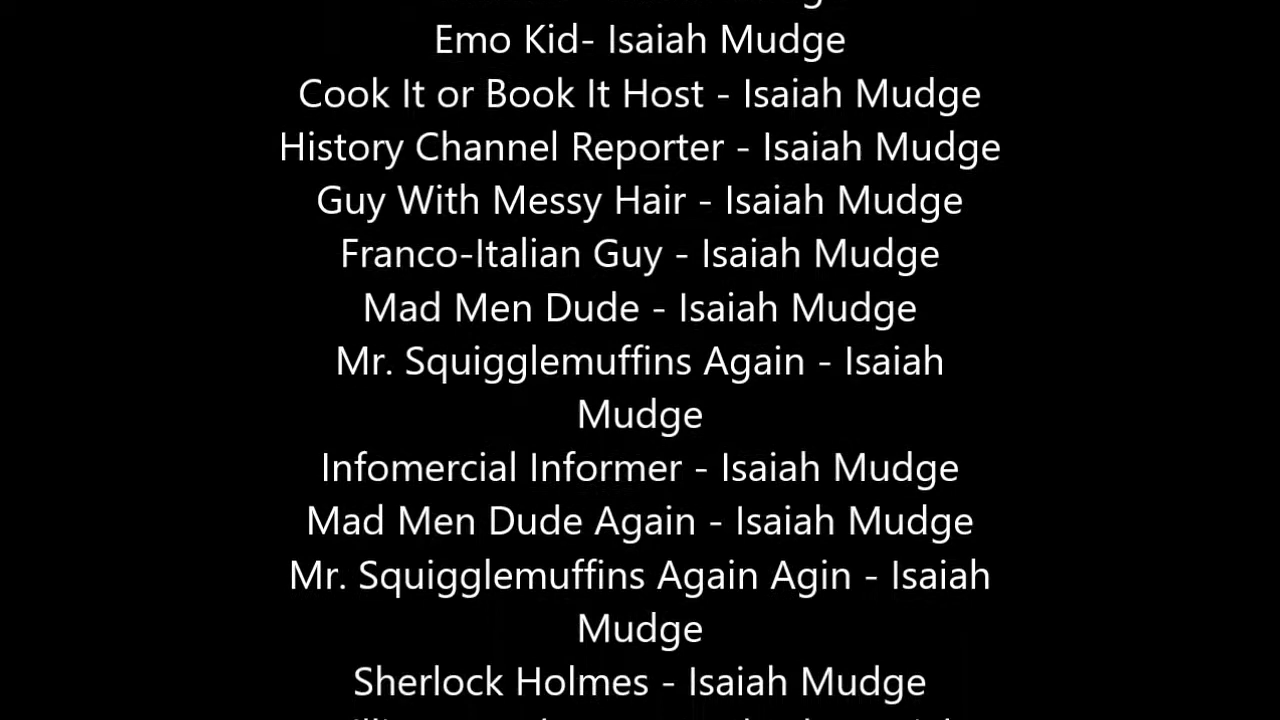 Emo Kid- Isaiah Mudge
Cook It or Book It Host - Isaiah Mudge
History Channel Reporter - Isaiah Mudge
Guy With Messy Hair - Isaiah Mudge
Franco-Italian Guy - Isaiah Mudge
Mad Men Dude - Isaiah Mudge
Mr. Squigglemuffins Again - Isaiah
Mudge
Infomercial Informer - Isaiah Mudge
Mad Men Dude Again - Isaiah Mudge
Mr. Squigglemuffins Again Agin - Isaiah
Mudge
Sherlock Holmes - Isaiah Mudge